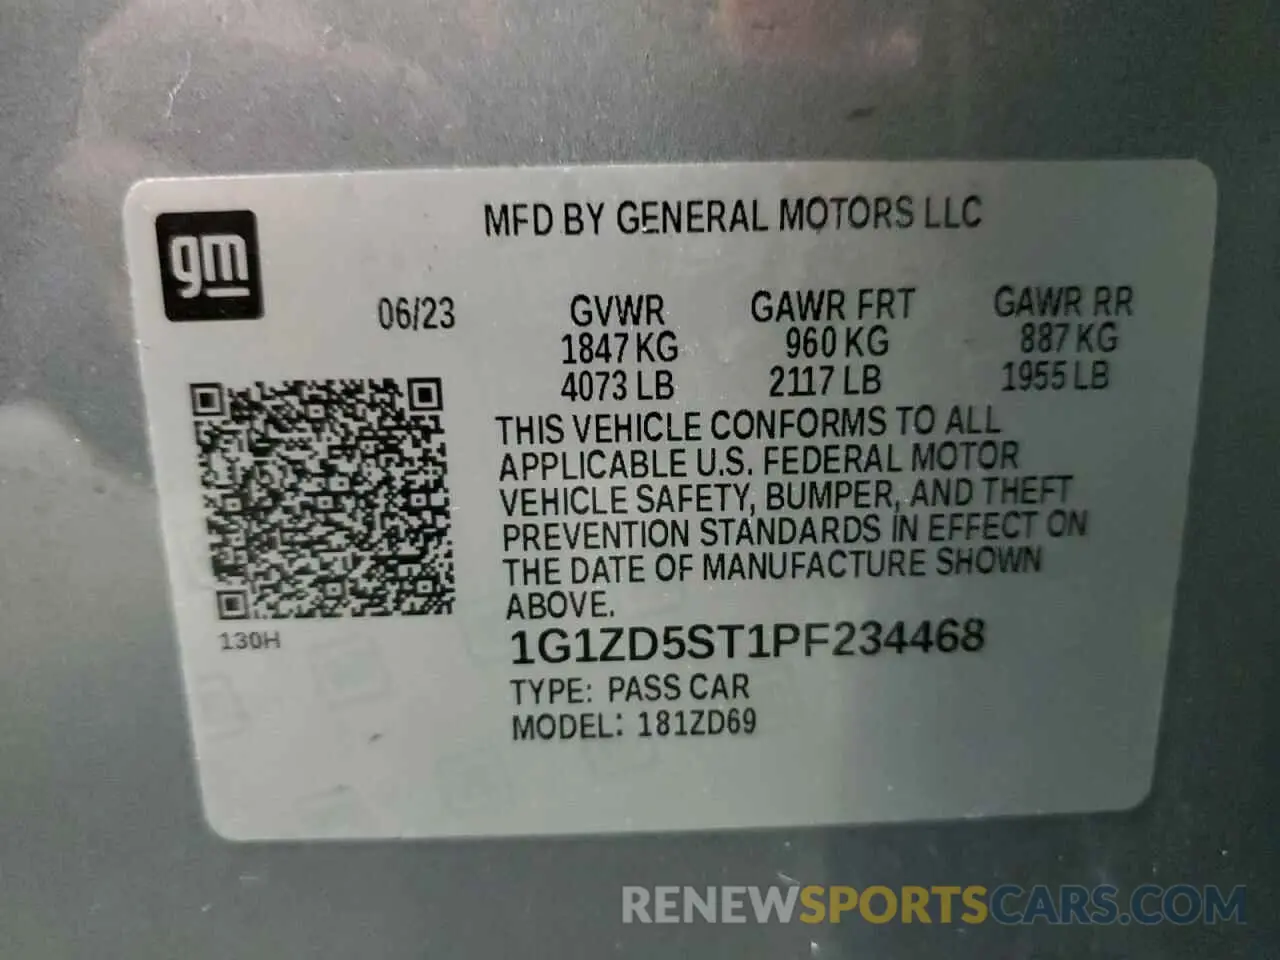 MFD BY GENERAL MOTORS LLC
gm
06/23 GVWR GAWR FRT GAWR RR
1847 KG 960 KG 887 KG
4073 LB 2117 LB 1955 LB
THIS VEHICLE CONFORMS TO ALL
APPLICABLE U.S. FEDERAL MOTOR
VEHICLE SAFETY, BUMPER, AND THEFT
PREVENTION STANDARDS IN EFFECT ON
THE DATE OF MANUFACTURE SHOWN
ABOVE.
130H
1G1ZD5ST1PF234468
TYPE: PASS CAR
MODEL: 181ZD69
RENEWSPORTSCARS.COM